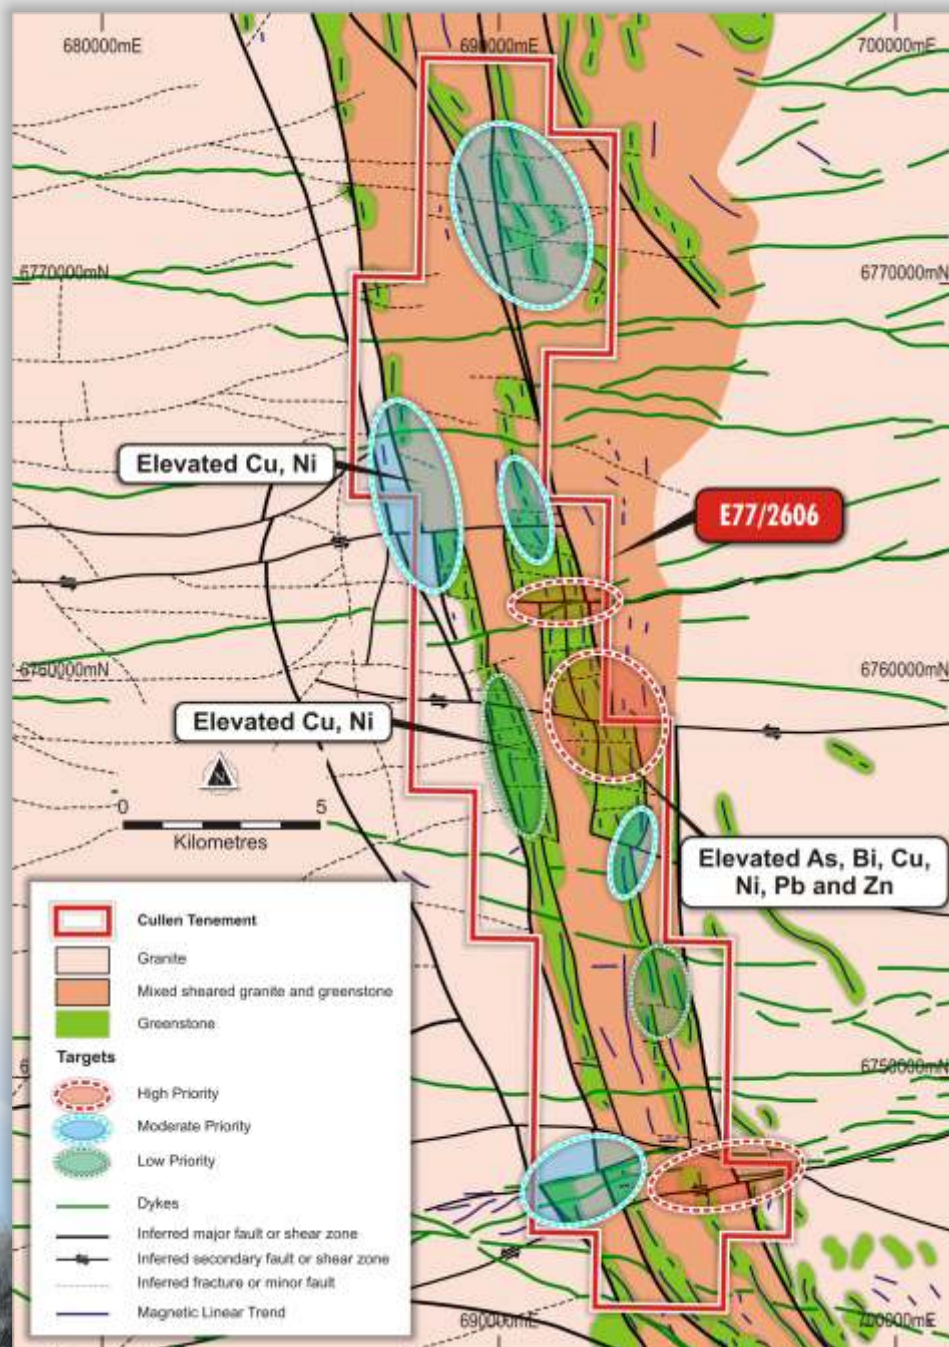 680000mE
690000mE
700000mE
6770000mN
6770000mN
Elevated Cu, Ni
E77/2606
6760000mN
6760000mN
Elevated Cu, Ni
N
0
5
Kilometres
Elevated As, Bi, Cu,
Ni, Pb and Zn
Cullen Tenement
Granite
Mixed sheared granite and greenstone
Greenstone
Targets
High Priority
Moderate Priority
Low Priority
Dykes
Inferred major fault or shear zone
Inferred secondary fault or shear zone
Inferred fracture or minor fault
Magnetic Linear Trend
6750000mN
690000mE
700000mE